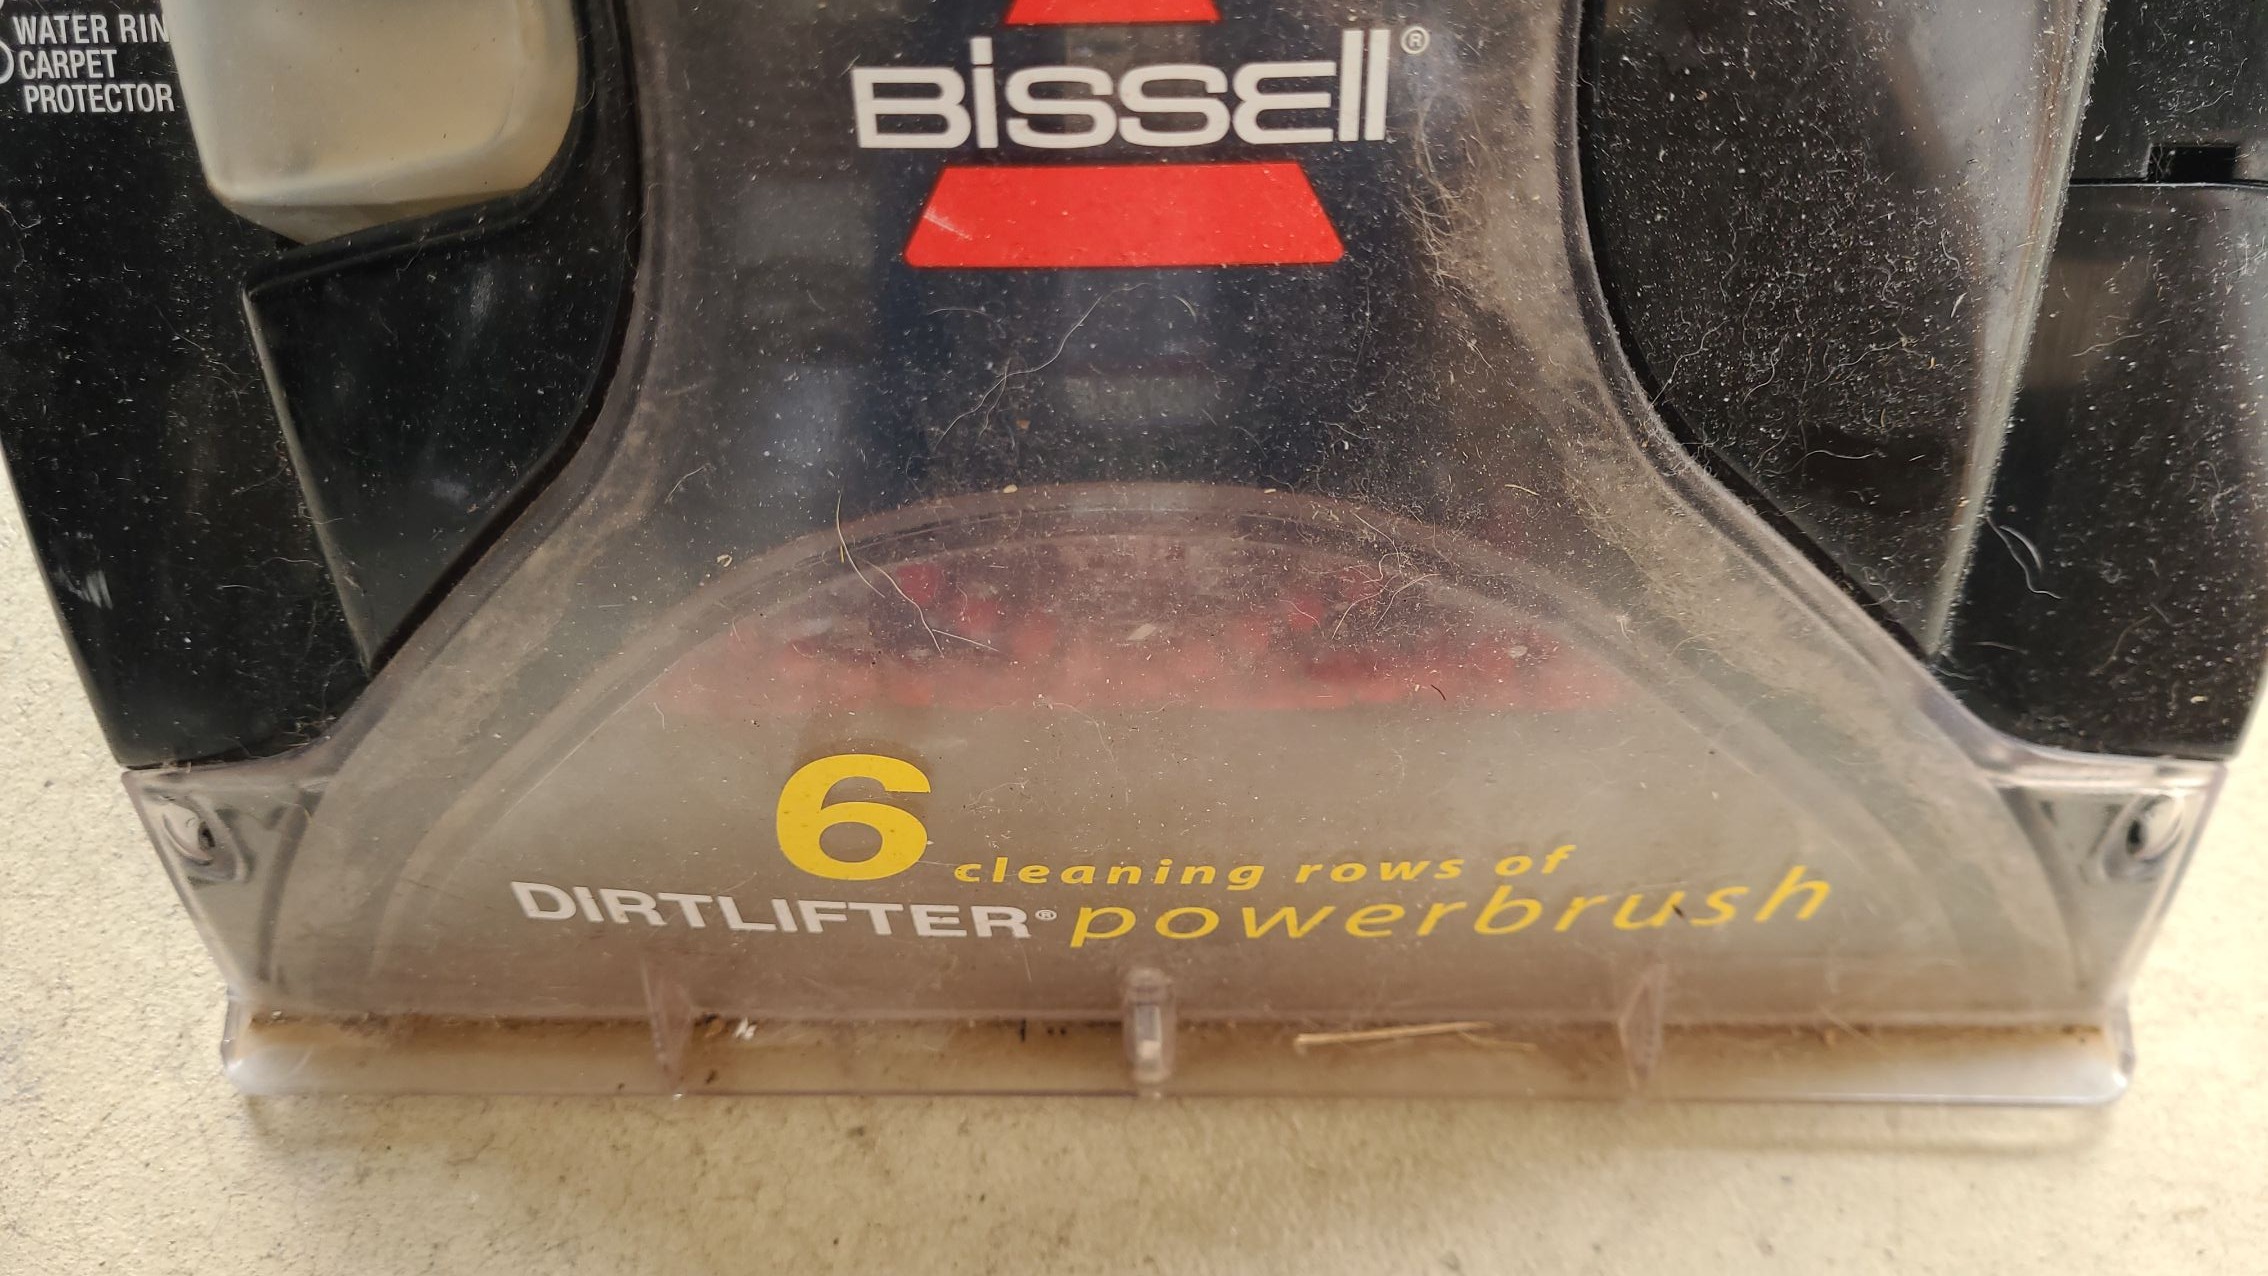 WATER RIN
CARPET
PROTECTOR
BISSELL®
6 cleaning rows of
DIRTLIFTER® powerbrush